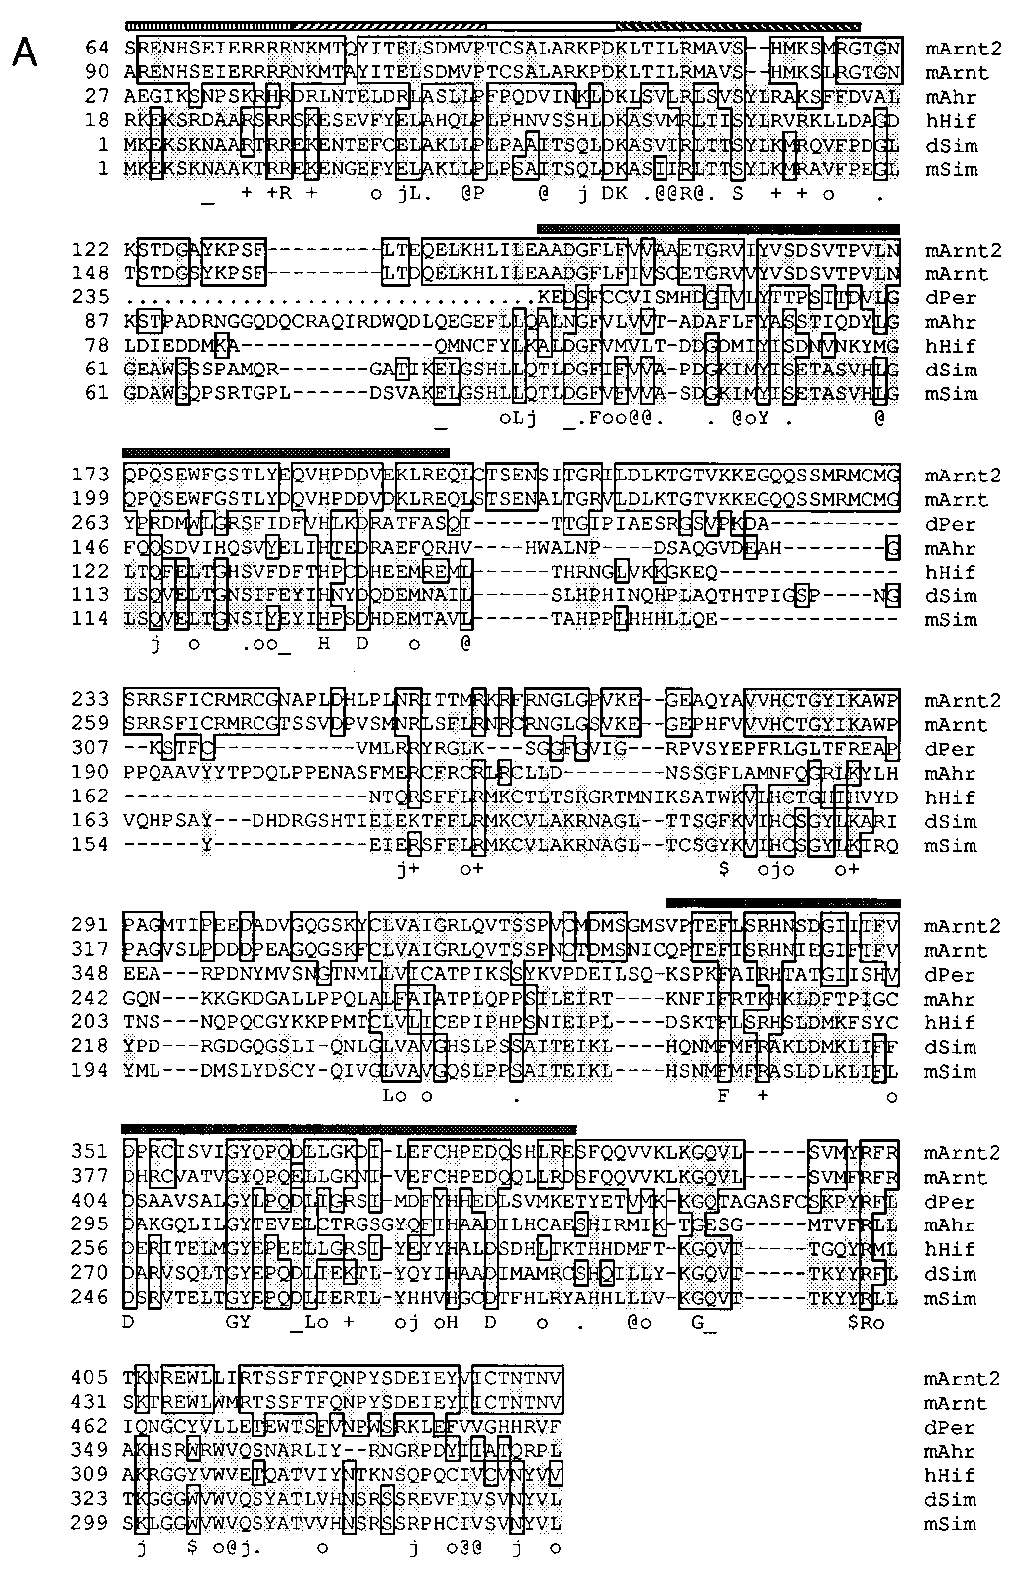 A
64 SRENHSEIERRRRNKMTQYITELSDMVPTCSALARKPDKLTILRMAVS--HMKSMRGTGN mArnt2
90 ARENHSEIERRRRNKMTAYITELSDMVPTCSALARKPDKLTILRMAVS--HMKSLRGTGN mArnt
27 AEGIKSNPSKRHRDRLNTELDRLASLLPFPQDVINKLDKLSVLRLSVSYLRAKSFFDVAL mAhr
18 RKEKSRDAARSRRSKESEVFYELAHQLPLPHNVSSHLDKASVMRLTISYLRVRKLLDAGD hHif
1 MKEKSKNAARTRREKENTEFCELAKLLPLPAAITSQLDKASVIRLTTSYLKMRQVFPDGL dSim
1 MKEKSKNAAKTRREKENGEFYELAKLLPLPSAITSQLDKASIIRLTTSYLKMRAVFPEGL mSim
_ + +R + o jL. @P @ j DK .@@R@. S + + o .
122 KSTDGAYKPSF---------LTEQELKHLILEAADGFLFVVAAETGRVIYVSDSVTPVLN mArnt2
148 TSTDGSYKPSF---------LTDQELKHLILEAADGFLFIVSCETGRVVYVSDSVTPVLN mArnt
235 ................................KEDSFCCVISMHDGIVLYTTPSITDVLG dPer
87 KSTPADRNGGQDQCRAQIRDWQDLQEGEFLLQALNGFVLVVT-ADAFLFYASSTIQDYLG mAhr
78 LDIEDDMKA---------------QMNCFYLKALDGFVMVLT-DDGDMIYISDNVNKYMG hHif
61 GEAWGSSPAMQR-------GATIKELGSHLLQTLDGFIFVVA-PDGKIMYISETASVHLG dSim
61 GDAWGQPSRTGPL------DSVAKELGSHLLQTLDGFVFVVA-SDGKIMYISETASVHLG mSim
_ oLj _.Foo@@. . @oY . @
173 QPQSEWFGSTLYEQVHPDDVEKLREQLCTSENSITGRILDLKTGTVKKEGQQSSMRMCMG mArnt2
199 QPQSEWFGSTLYDQVHPDDVDKLREQLSTSENALTGRVLDLKTGTVKKEGQQSSMRMCMG mArnt
263 YPRDMWLGRSFIDFVHLKDRATFASQI-------TTGIPIAESRGSVPKDA--------- dPer
146 FQQSDVIHQSVYELIHTEDRAEFQRHV----HWALNP----DSAQGVDEAH--------G mAhr
122 LTQFELTGHSVFDFTHPCDHEEMREML------THRNGLVKKGKEQ-------------- hHif
113 LSQVELTGNSIFEYIHNYDQDEMNAIL------SLHPHINQHPLAQTHTPIGSP----NG dSim
114 LSQVELTGNSIYEYIHPSDHDEMTAVL------TAHPPLHHHLLQE-------------- mSim
j o .oo_ H D o @
233 SRRSFICRMRCGNAPLDHLPLNRITTMRKRFRNGLGPVKE--GEAQYAVVHCTGYIKAWP mArnt2
259 SRRSFICRMRCGTSSVDPVSMNRLSFLRNRCRNGLGSVKE--GEPHFVVVHCTGYIKAWP mArnt
307 --KSTFC-----------VMLRRYRGLK---SGGFGVIG---RPVSYEPFRLGLTFREAP dPer
190 PPQAAVYYTPDQLPPENASFMERCFRCRLRCLLD--------NSSGFLAMNFQGRLKYLH mAhr
162 -------------------NTQRSFFLRMKCTLTSRGRTMNIKSATWKVLHCTGHIHVYD hHif
163 VQHPSAY---DHDRGSHTIEIEKTFFLRMKCVLAKRNAGL--TTSGFKVIHCSGYLKARI dSim
154 ------Y------------EIERSFFLRMKCVLAKRNAGL--TCSGYKVIHCSGYLKIRQ mSim
j+ o+ $ ojo o+
291 PAGMTIPEEDADVGQGSKYCLVAIGRLQVTSSPVCMDMSGMSVPTEFLSRHNSDGIIIFV mArnt2
317 PAGVSLPDDDPEAGQGSKFCLVAIGRLQVTSSPNCTDMSNICQPTEFISRHNIEGIFTFV mArnt
348 EEA---RPDNYMVSNGTNMLLVICATPIKSSYKVPDEILSQ-KSPKFAIRHTATGIISHV dPer
242 GQN---KKGKDGALLPPQLALFAIATPLQPPSILEIRT----KNFIFRTKHKLDFTPIGC mAhr
203 TNS---NQPQCGYKKPPMTCLVLICEPIPHPSNIEIPL----DSKTFLSRHSLDMKFSYC hHif
218 YPD---RGDGQGSLI-QNLGLVAVGHSLPSSAITEIKL----HQNMFMFRAKLDMKLIFF dSim
194 YML---DMSLYDSCY-QIVGLVAVGQSLPPSAITEIKL----HSNMFMFRASLDLKLIFL mSim
Lo o . F + o
351 DPRCISVIGYQPQDLLGKDI-LEFCHPEDQSHLRESFQQVVKLKGQVL-----SVMYRFR mArnt2
377 DHRCVATVGYQPQELLGKNI-VEFCHPEDQQLLRDSFQQVVKLKGQVL-----SVMFRFR mArnt
404 DSAAVSALGYLPQDLIGRSI-MDFYHHEDLSVMKETYETVMK-KGQTAGASFCSKPYRFL dPer
295 DAKGQLILGYTEVELCTRGSGYQFIHAADILHCAESHIRMIK-TGESG-----MTVFRLL mAhr
256 DERITELMGYEPEELLGRSI-YEYYHALDSDHLTKTHHDMFT-KGQVT-----TGQYRML hHif
270 DARVSQLTGYEPQDLIEKTL-YQYIHAADIMAMRCSHQILLY-KGQVT-----TKYYRFL dSim
246 DSRVTELTGYEPQDLIERTL-YHHVHGCDTFHLRYAHHLLLV-KGQVT-----TKYYRLL mSim
D GY _Lo + oj oH D o . @o G_ $Ro
405 TKNREWLLIRTSSFTFQNPYSDEIEYVICTNTNV mArnt2
431 SKTREWLWMRTSSFTFQNPYSDEIEYIICTNTNV mArnt
462 IQNGCYVLLETEWTSFVNPWSRKLEFVVGHHRVF dPer
349 AKHSRWRWVQSNARLIY--RNGRPDYIIATQRPL mAhr
309 AKRGGYVWVETQATVIYNTKNSQPQCIVCVNYVV hHif
323 TKGGGWVWVQSYATLVHNSRSSREVFIVSVNYVL dSim
299 SKLGGWVWVQSYATVVHNSRSSRPHCIVSVNYVL mSim
j $ o@j. o j o@@ j o